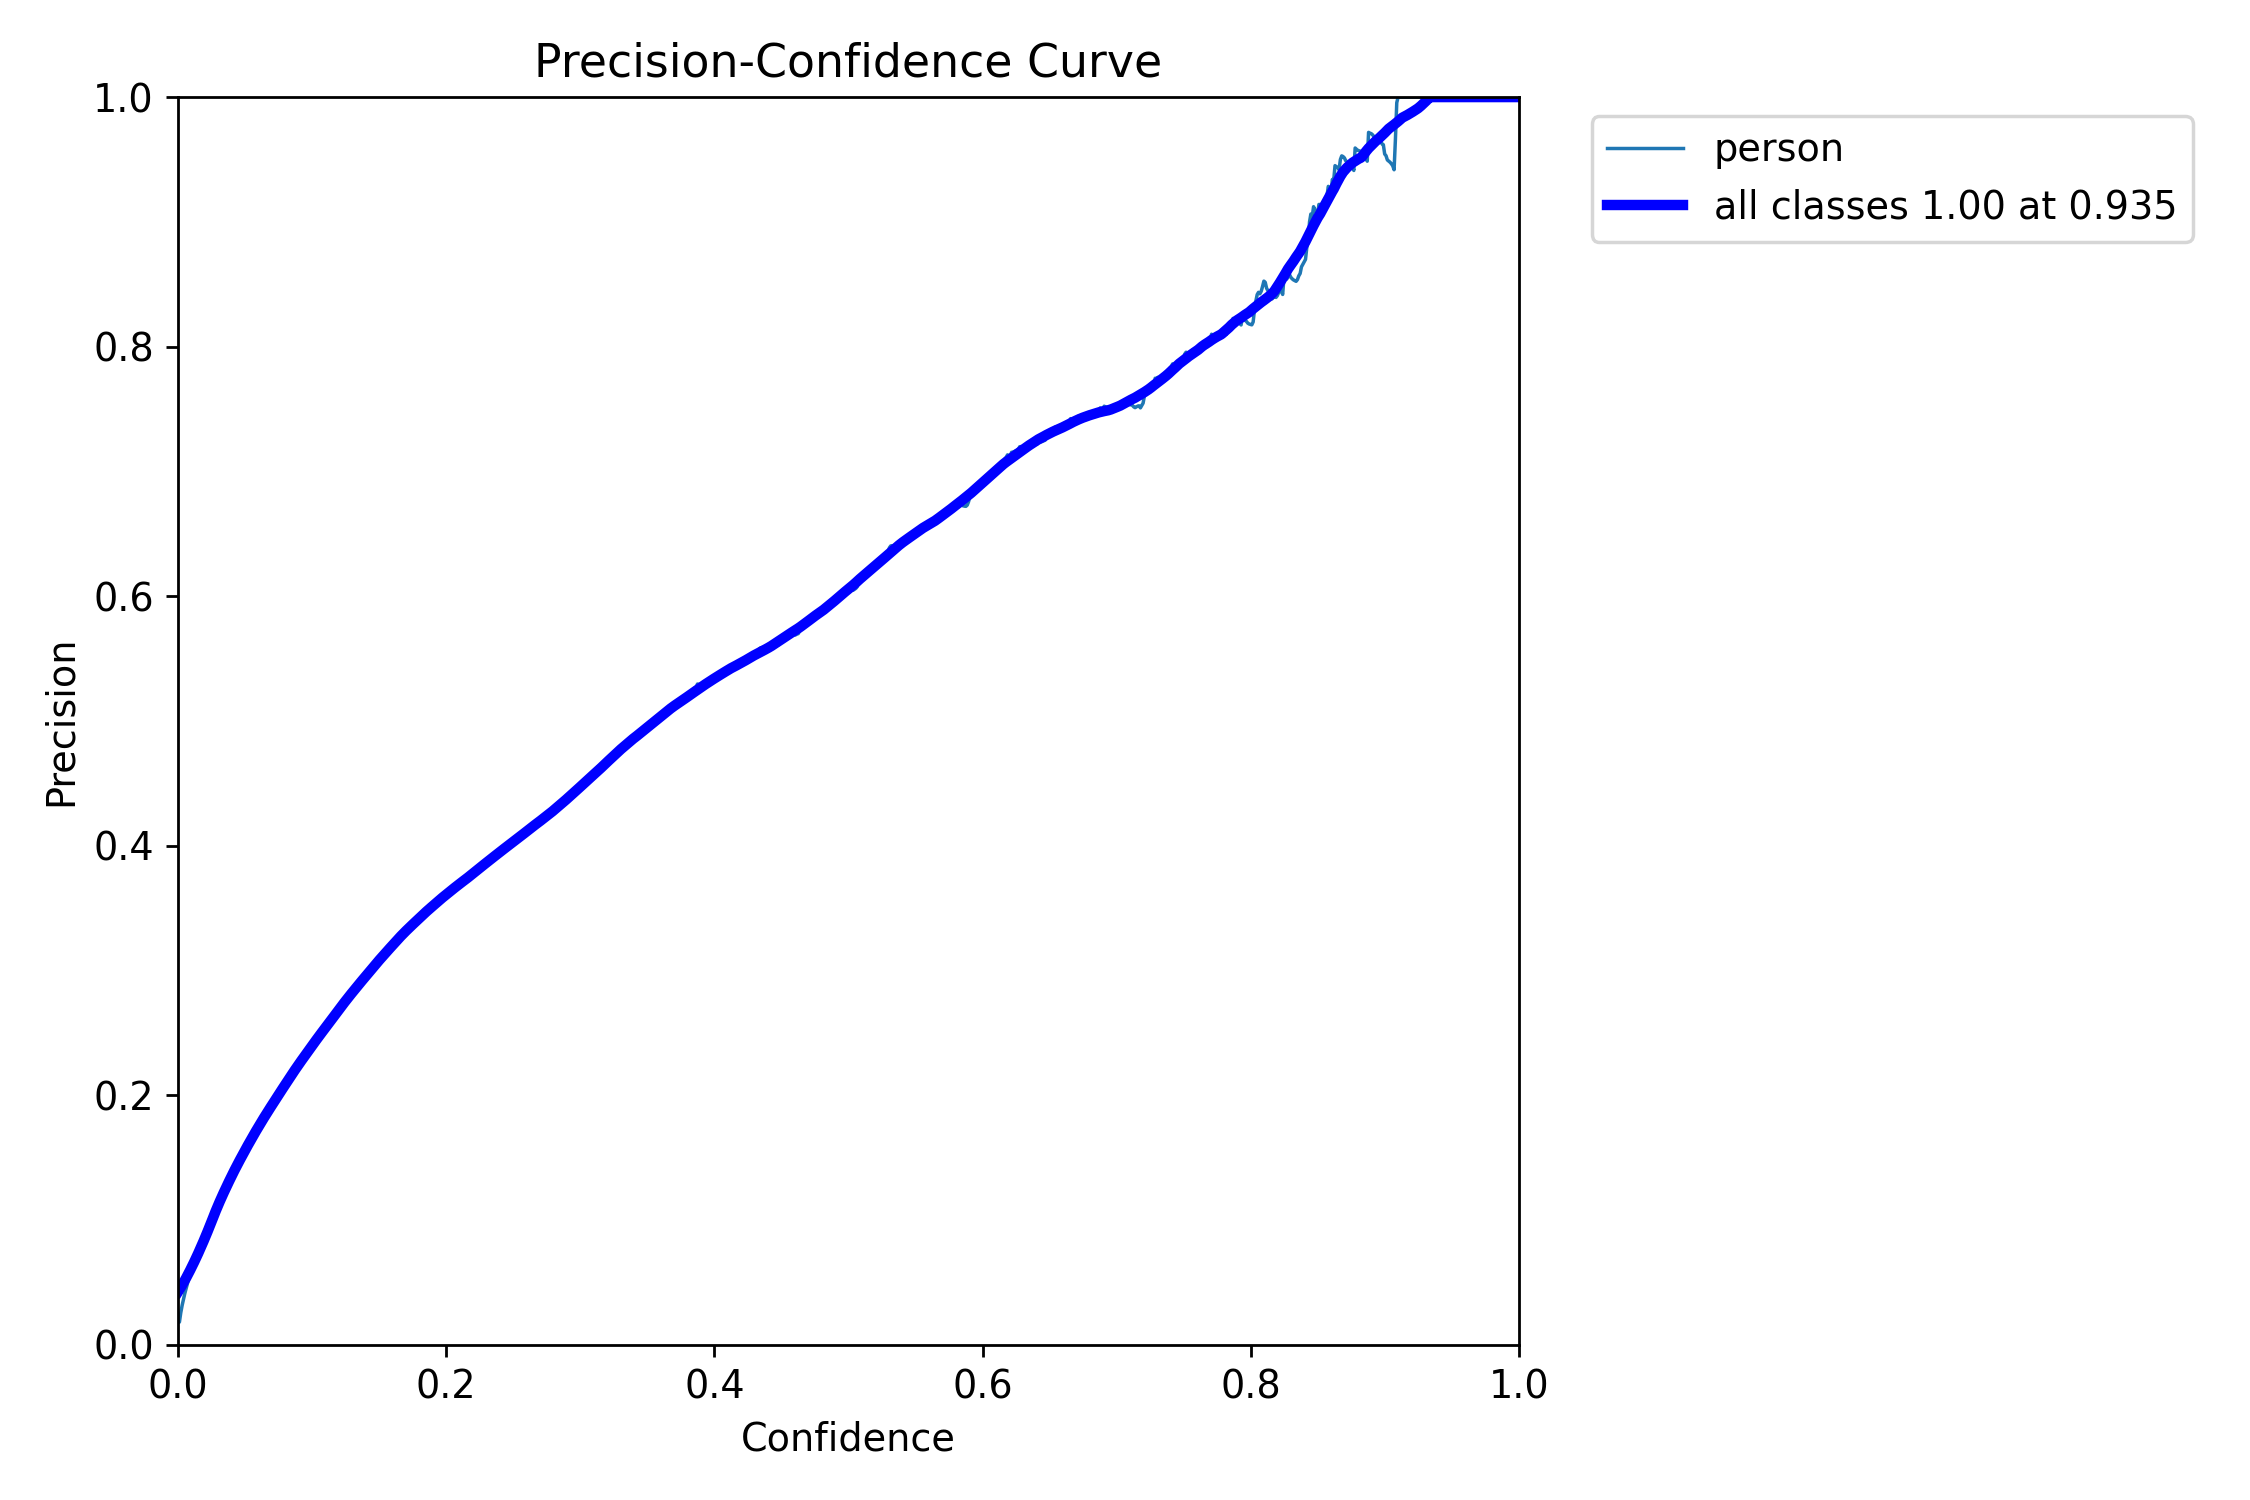 Precision-Confidence Curve
person
all classes 1.00 at 0.935
Precision
1.0
0.8
0.6
0.4
0.2
0.0
0.0 0.2 0.4 0.6 0.8 1.0
Confidence